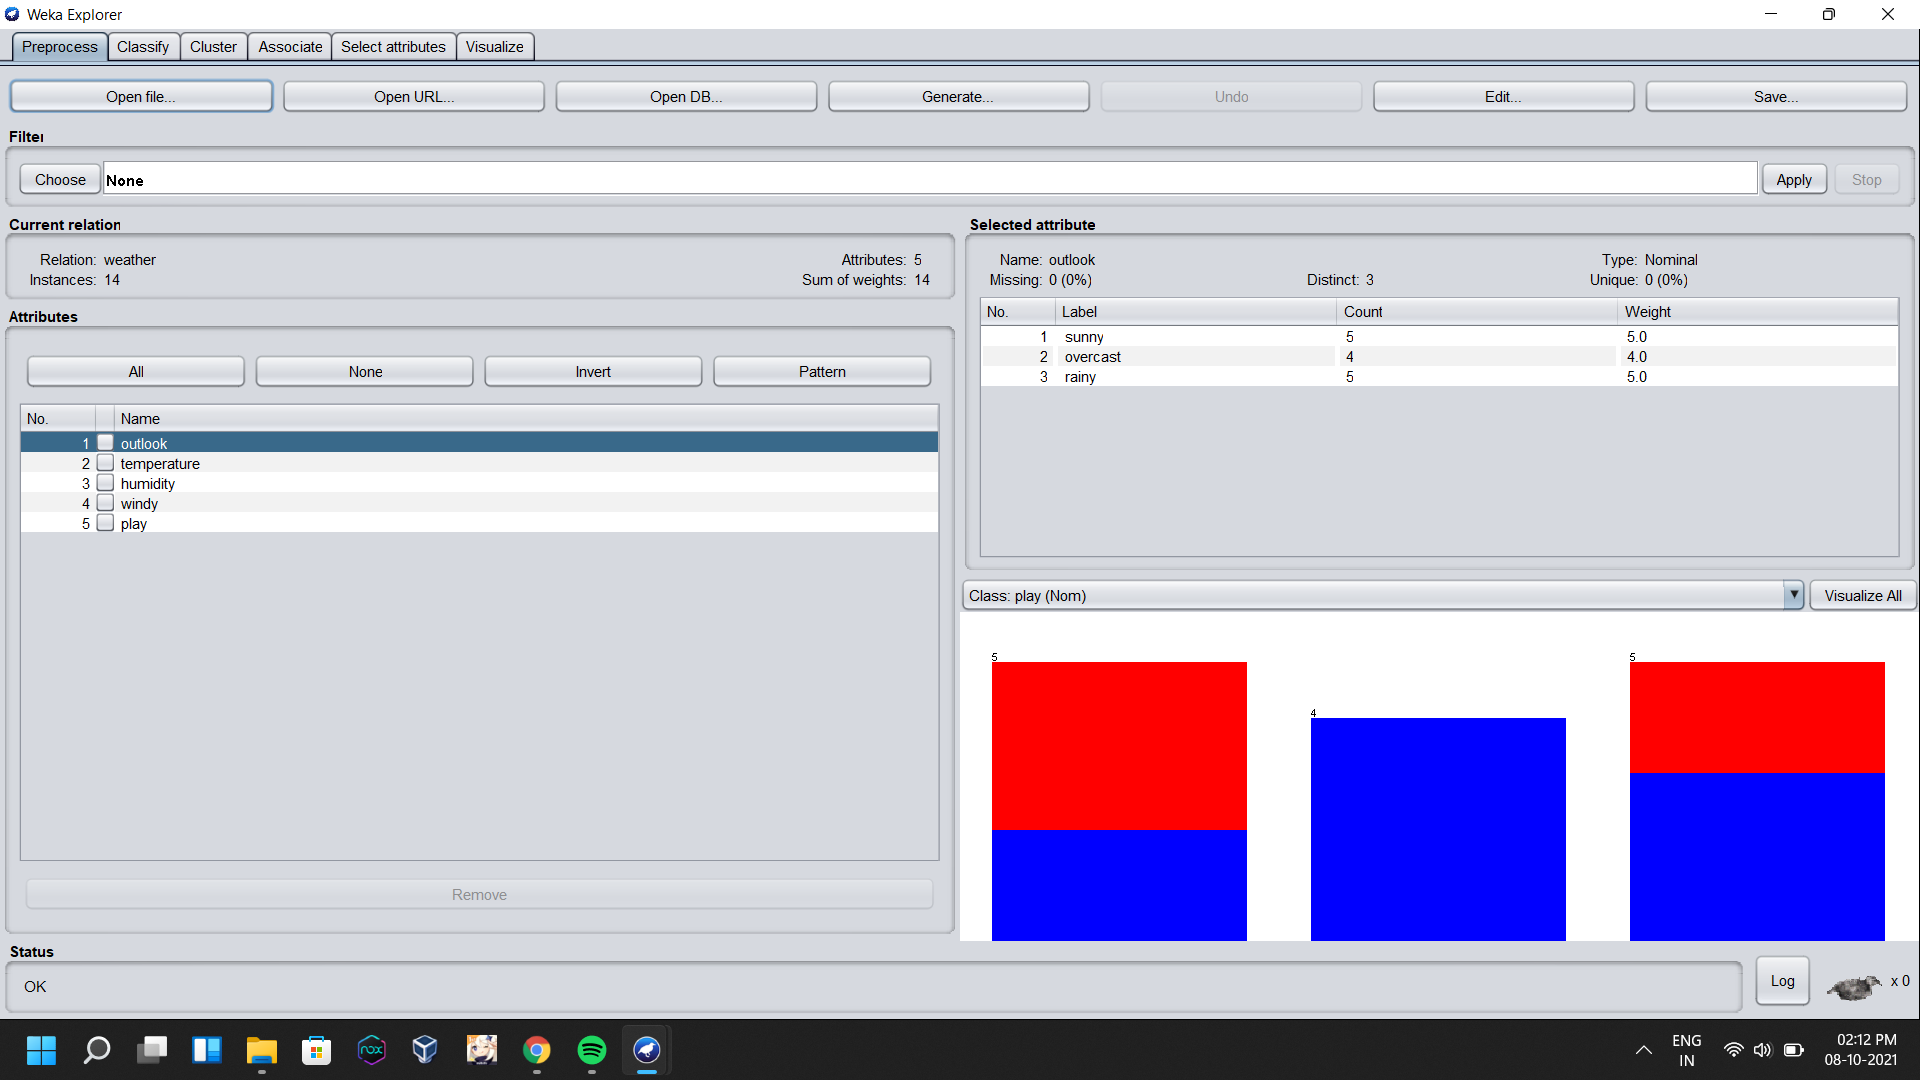 Weka Explorer
Preprocess Classify Cluster Associate Select attributes Visualize
Open file... Open URL... Open DB... Generate... Undo Edit... Save...
Filter
Choose None Apply Stop
Current relation
Relation: weather Attributes: 5
Instances: 14 Sum of weights: 14
Attributes
All None Invert Pattern
No. Name
1 outlook
2 temperature
3 humidity
4 windy
5 play
Remove
Selected attribute
Name: outlook Type: Nominal
Missing: 0 (0%) Distinct: 3 Unique: 0 (0%)
No. Label Count Weight
1 sunny 5 5.0
2 overcast 4 4.0
3 rainy 5 5.0
Class: play (Nom) Visualize All
5 4 5
Status
OK
Log x 0
nox
ENG
IN
02:12 PM
08-10-2021